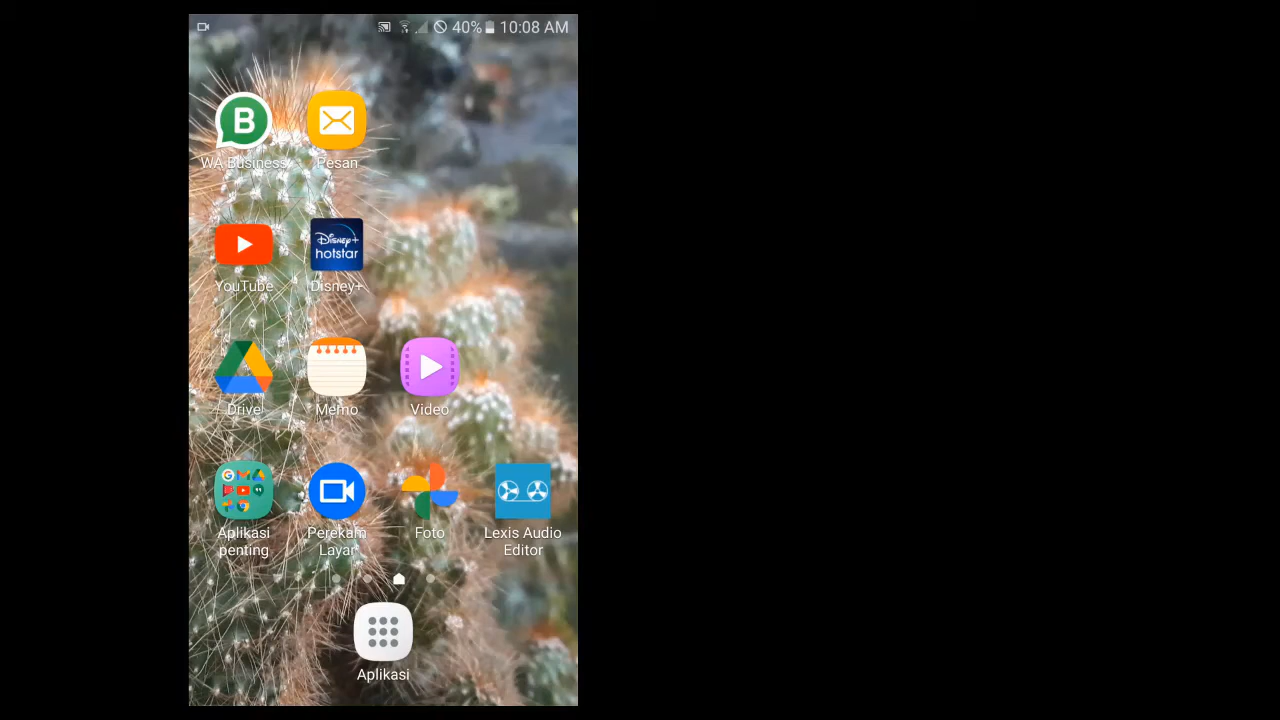 40% 10:08 AM
B
WA Business Pesan
Disney+
hotstar
YouTube Disney+
Drive Memo Video
Aplikasi penting Perekam Layar Foto Lexis Audio Editor
Aplikasi